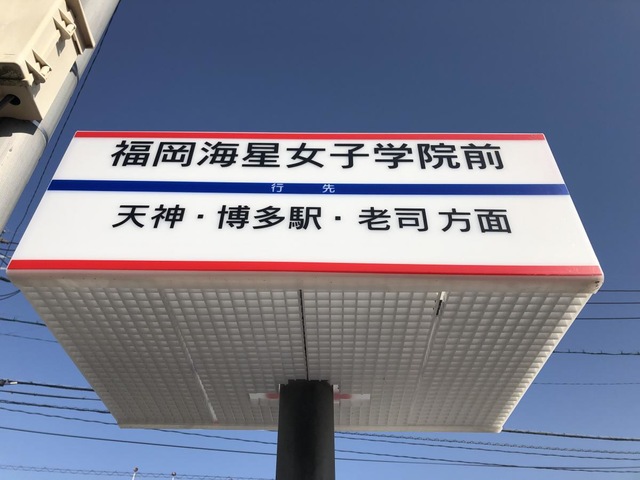 福岡海星女子学院前
行先
天神・博多駅・老司方面